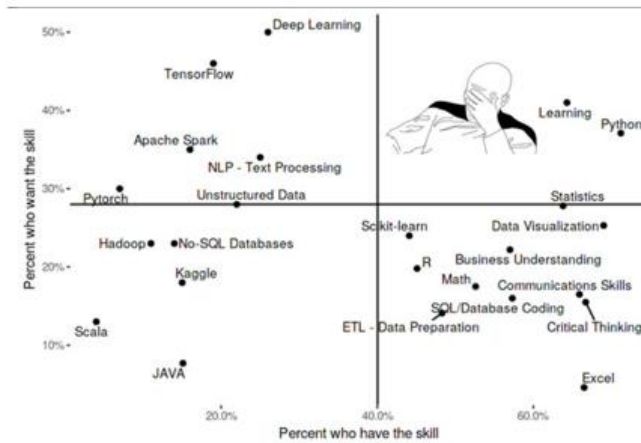 Percent who want the skill
50%
40%
30%
20%
10%
Deep Learning
TensorFlow
Learning
Python
Apache Spark
NLP - Text Processing
Pytorch
Unstructured Data
Statistics
Scikit-learn
Data Visualization
Hadoop
No-SQL Databases
Business Understanding
R
Kaggle
Math
Communications Skills
SQL/Database Coding
Scala
ETL - Data Preparation
Critical Thinking
JAVA
Excel
20.0%
40.0%
60.0%
Percent who have the skill